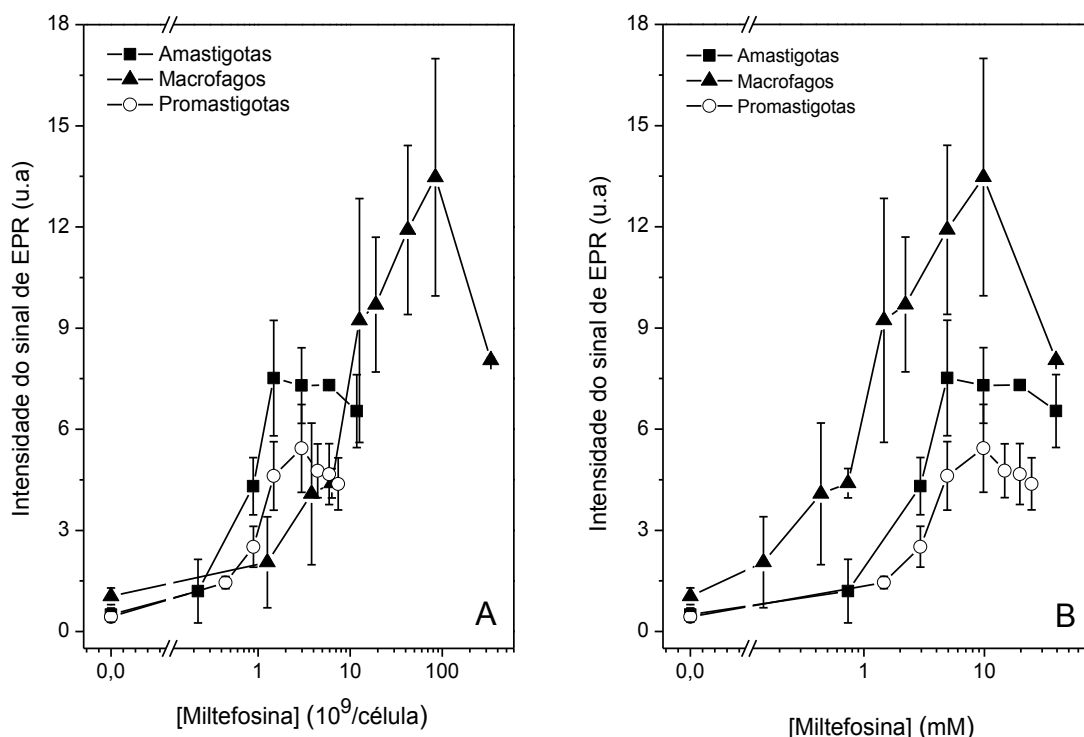 18
15
12
9
6
3
0
Intensidade do sinal de EPR (u.a)
Amastigotas
Macrofagos
Promastigotas
A
0,0
1
10
100
[Miltefosina] (10⁹/célula)
18
15
12
9
6
3
0
Intensidade do sinal de EPR (u.a)
Amastigotas
Macrofagos
Promastigotas
B
0,0
1
10
[Miltefosina] (mM)